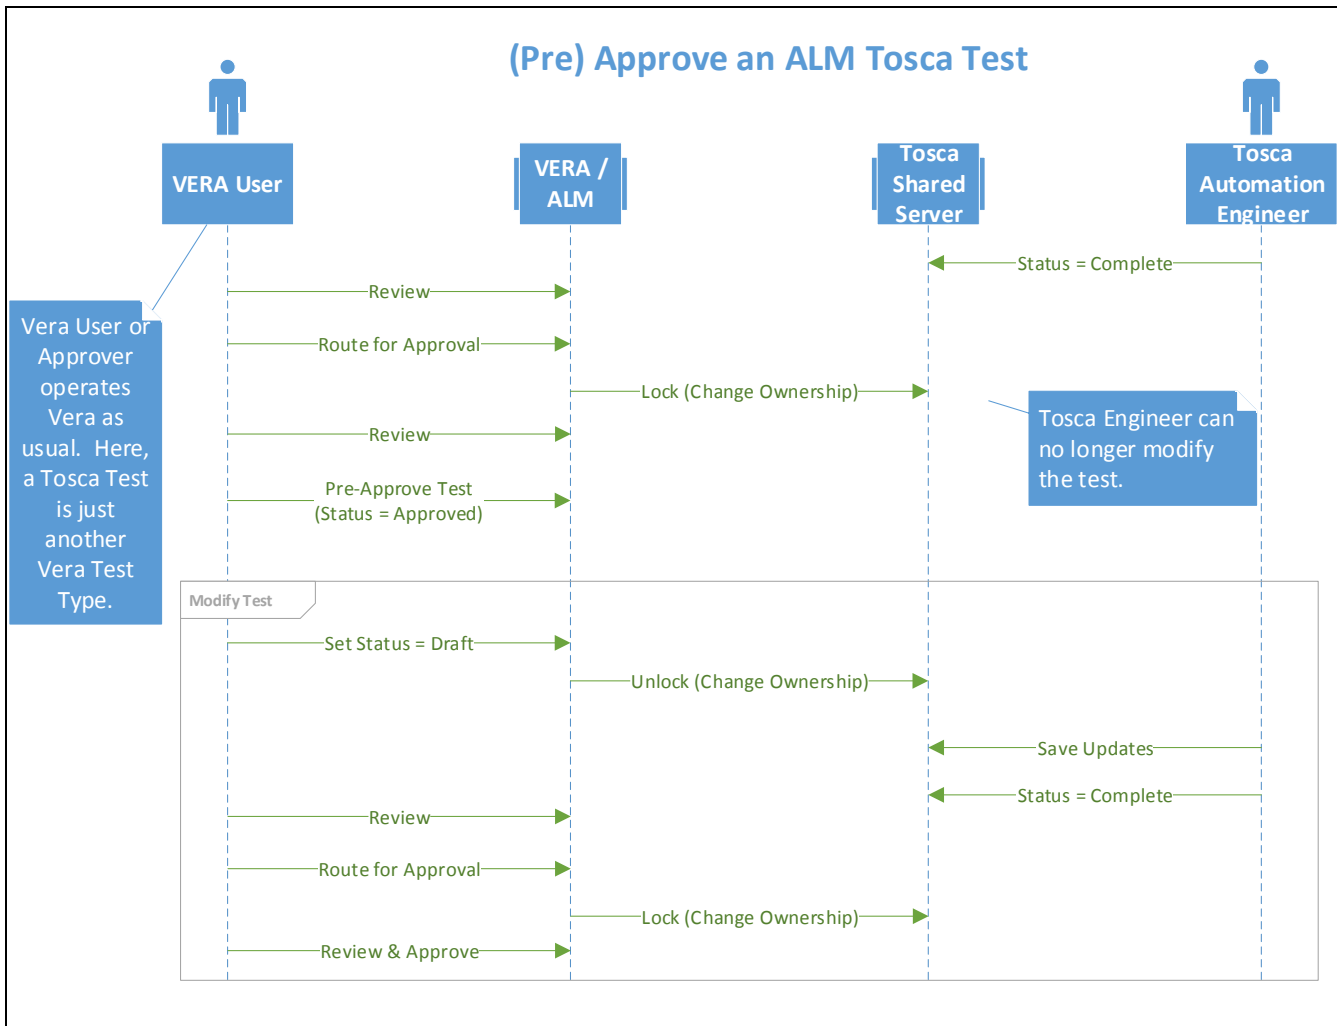 (Pre) Approve an ALM Tosca Test
VERA User
VERA /
ALM
Tosca
Shared
Server
Tosca
Automation
Engineer
Status = Complete
Review
Vera User or
Approver
operates
Vera as
usual. Here,
a Tosca Test
is just
another
Vera Test
Type.
Route for Approval
Lock (Change Ownership)
Tosca Engineer can
no longer modify
the test.
Review
Pre-Approve Test
(Status = Approved)
Modify Test
Set Status = Draft
Unlock (Change Ownership)
Save Updates
Status = Complete
Review
Route for Approval
Lock (Change Ownership)
Review & Approve